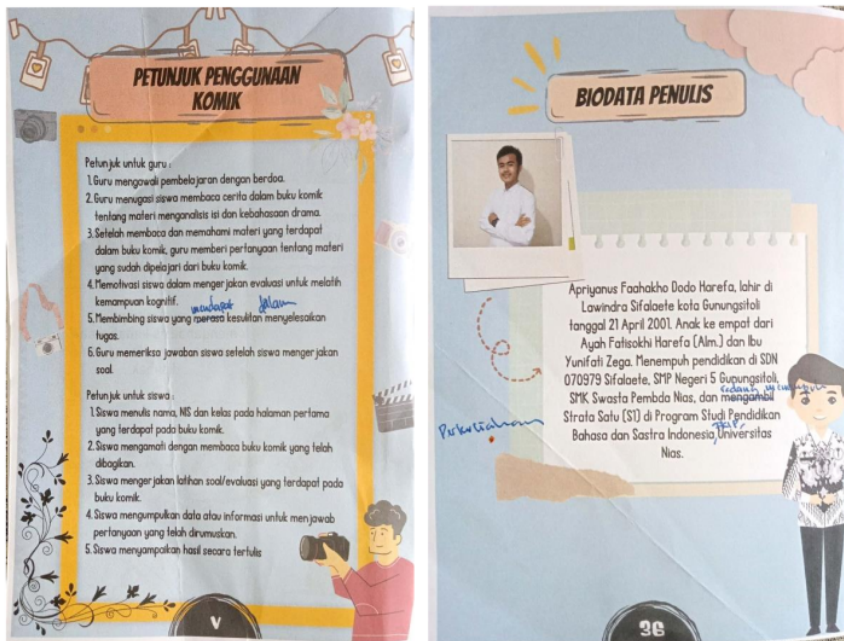 PETUNJUK PENGGUNAAN
KOMIK
Petunjuk untuk guru :
1. Guru mengawali pembelajaran dengan berdoa.
2. Guru menugasi siswa membaca cerita dalam buku komik
tentang materi menganalisis isi dan kebahasaan drama.
3. Setelah membaca dan memahami materi yang terdapat
dalam buku komik, guru memberi pertanyaan tentang materi
yang sudah dipelajari dari buku komik.
4. Memotivasi siswa dalam mengerjakan evaluasi untuk melatih
kemampuan kognitif.
mendapat dalam
5. Membimbing siswa yang merasa kesulitan menyelesaikan
tugas.
6. Guru memeriksa jawaban siswa setelah siswa mengerjakan
soal.
Petunjuk untuk siswa :
1. Siswa menulis nama, NIS dan kelas pada halaman pertama
yang terdapat pada buku komik.
2. Siswa mengamati dengan membaca buku komik yang telah
dibagikan.
3. Siswa mengerjakan latihan soal/evaluasi yang terdapat pada
buku komik.
4. Siswa mengumpulkan data atau informasi untuk menjawab
pertanyaan yang telah dirumuskan.
5. Siswa menyampaikan hasil secara tertulis
V
BIODATA PENULIS
Apriyanus Faahakho Dodo Harefa, lahir di
Lawindra Sifalaete kota Gunungsitoli
tanggal 21 April 2001. Anak ke empat dari
Ayah Fatisokhi Harefa (Alm.) dan Ibu
Yunifati Zega. Menempuh pendidikan di SDN
070979 Sifalaete, SMP Negeri 5 Gunungsitoli,
sedang
SMK Swasta Pembda Nias, dan mengambil
Perkuliahan
Strata Satu (S1) di Program Studi Pendidikan
FKIP,
Bahasa dan Sastra Indonesia Universitas
Nias.
36